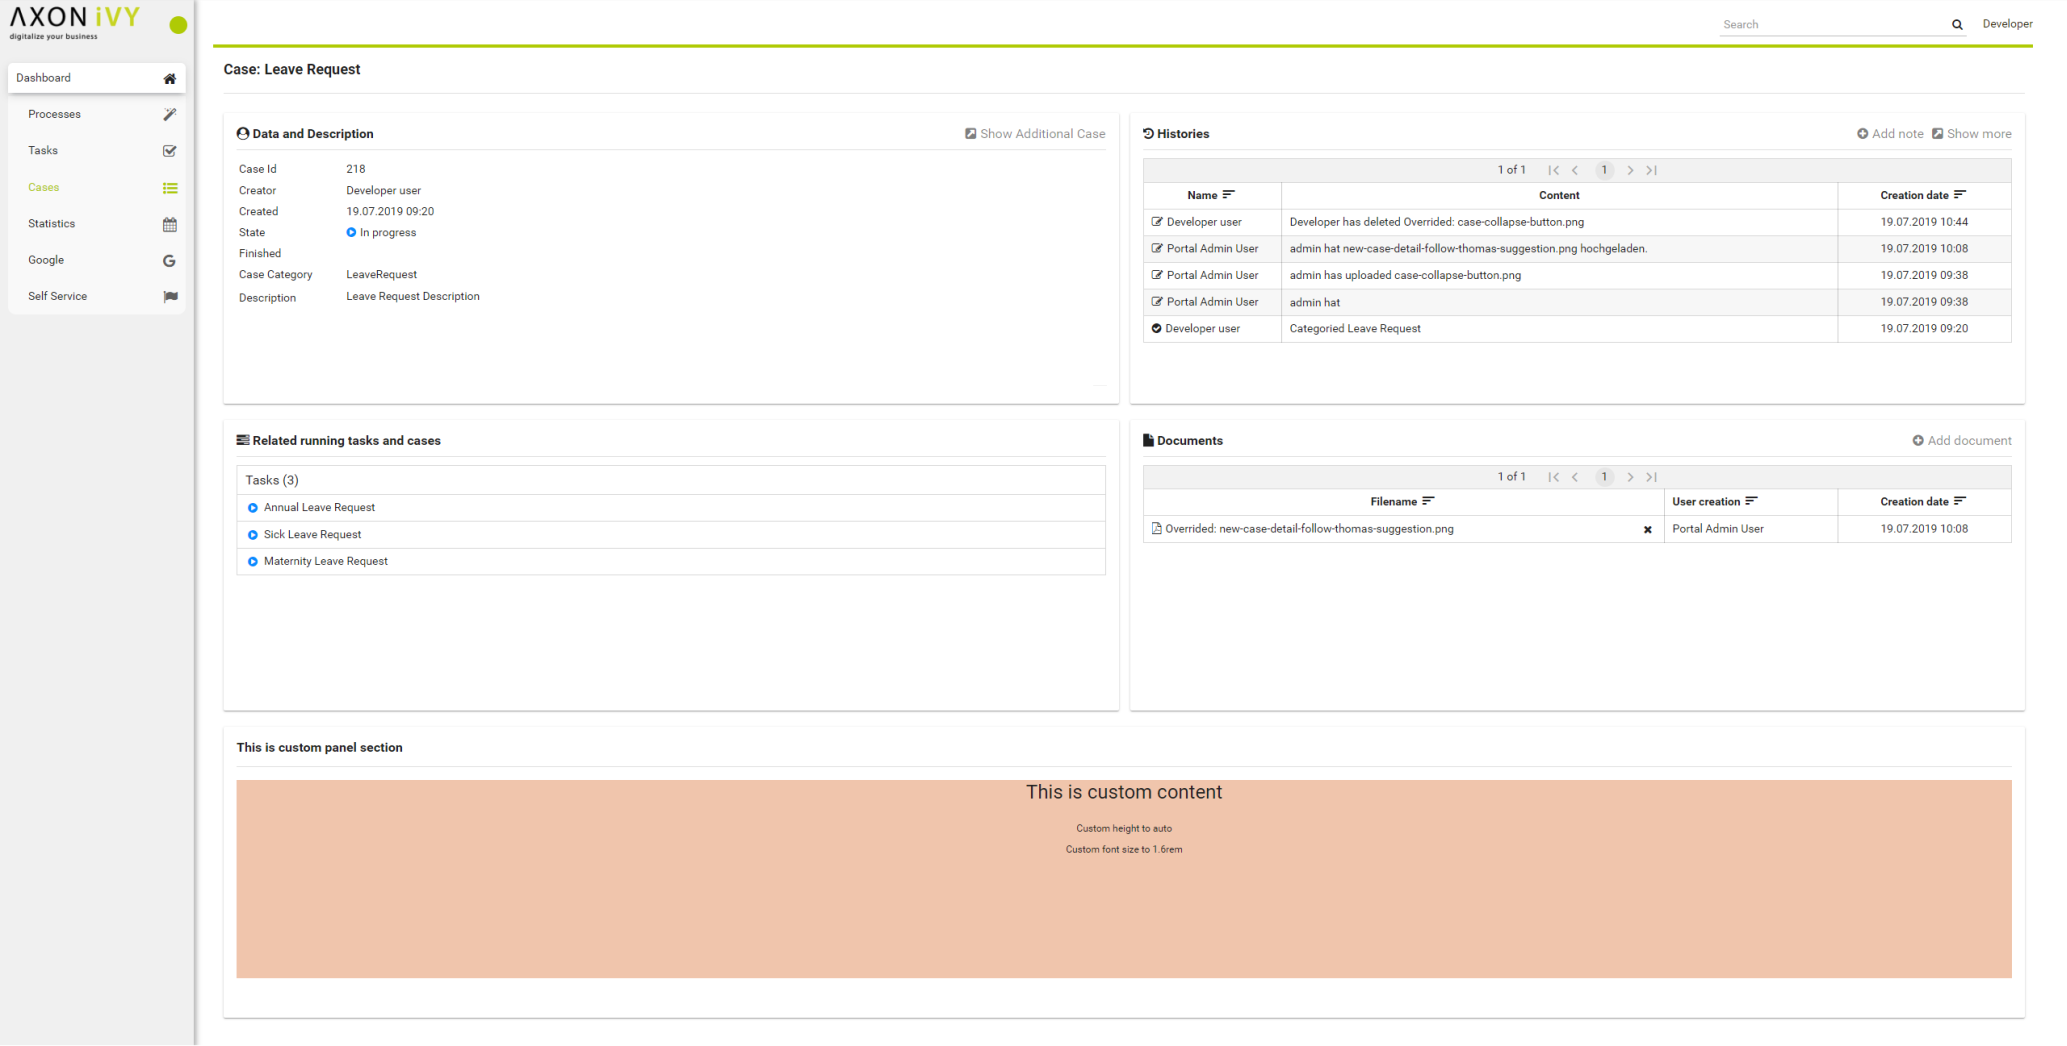 AXON iVY
digitalize your business
Search
Developer
Dashboard
Processes
Tasks
Cases
Statistics
Google
Self Service
Case: Leave Request
Data and Description
Show Additional Case
Case Id 218
Creator Developer user
Created 19.07.2019 09:20
State In progress
Finished
Case Category LeaveRequest
Description Leave Request Description
Histories
Add note Show more
1 of 1 1
Name Content Creation date
Developer user Developer has deleted Overrided: case-collapse-button.png 19.07.2019 10:44
Portal Admin User admin hat new-case-detail-follow-thomas-suggestion.png hochgeladen. 19.07.2019 10:08
Portal Admin User admin has uploaded case-collapse-button.png 19.07.2019 09:38
Portal Admin User admin hat 19.07.2019 09:38
Developer user Categoried Leave Request 19.07.2019 09:20
Related running tasks and cases
Tasks (3)
Annual Leave Request
Sick Leave Request
Maternity Leave Request
Documents
Add document
1 of 1 1
Filename User creation Creation date
Overrided: new-case-detail-follow-thomas-suggestion.png Portal Admin User 19.07.2019 10:08
This is custom panel section
This is custom content
Custom height to auto
Custom font size to 1.6rem